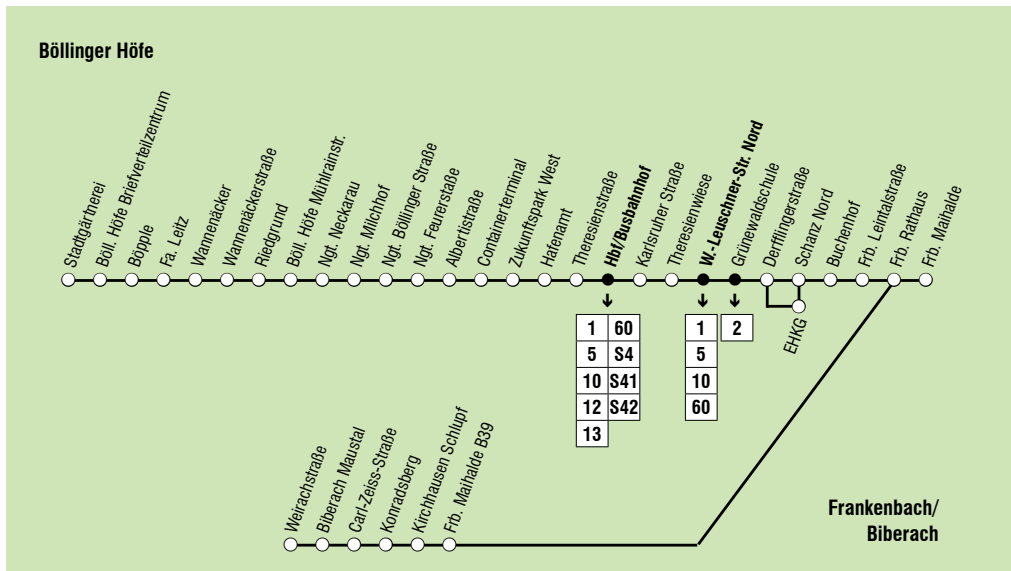 Böllinger Höfe
Stadtgärtnerei
Böll. Höfe Briefverteilzentrum
Böpple
Fa. Leitz
Wannenäcker
Wannenäckerstraße
Riedgrund
Böll. Höfe Mühlrainstr.
Ngt. Neckarau
Ngt. Milchhof
Ngt. Böllinger Straße
Ngt. Feurerstaße
Albertistraße
Containerterminal
Zukunftspark West
Hafenamt
Theresienstraße
Hbf/Busbahnhof
Karlsruher Straße
Theresienwiese
W.-Leuschner-Str. Nord
Grünewaldschule
Derfflingerstraße
Schanz Nord
Buchenhof
Frb. Leintalstraße
Frb. Rathaus
Frb. Maihalde
EHKG
1 60
5 S4
10 S41
12 S42
13
1
5
10
60
2
Weirachstraße
Biberach Maustal
Carl-Zeiss-Straße
Konradsberg
Kirchhausen Schlupf
Frb. Maihalde B39
Frankenbach/
Biberach